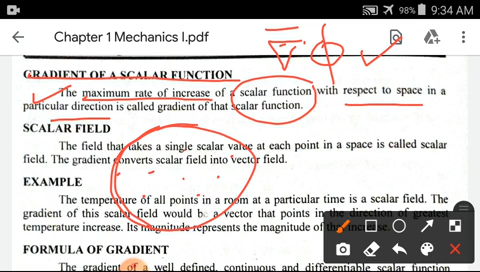 98% 9:34 AM
Chapter 1 Mechanics I.pdf
∇ϕ
GRADIENT OF A SCALAR FUNCTION
The maximum rate of increase of a scalar function with respect to space in a
particular direction is called gradient of that scalar function.
SCALAR FIELD
The field that takes a single scalar value at each point in a space is called scalar
field. The gradient converts scalar field into vector field.
EXAMPLE
The temperature of all points in a room at a particular time is a scalar field. The
gradient of this scalar field would be a vector that points in the direction of greatest
temperature increase. Its magnitude represents the magnitude of the increase.
FORMULA OF GRADIENT
The gradient of a well defined, continuous and differentiable scalar function